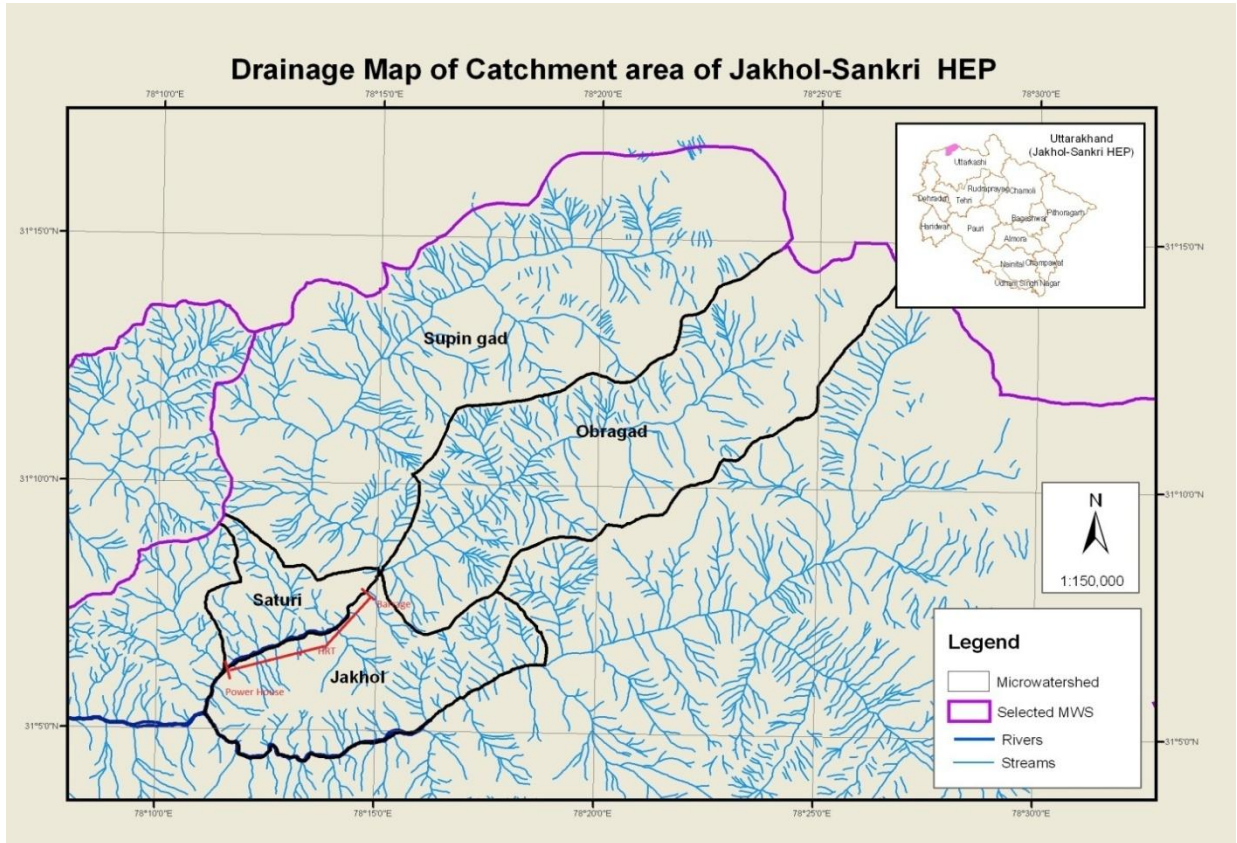 Drainage Map of Catchment area of Jakhol-Sankri HEP
78°10'0"E
78°15'0"E
78°20'0"E
78°25'0"E
78°30'0"E
Uttarakhand
(Jakhol-Sankri HEP)
Uttarkashi
Rudraprayag
Chamoli
Dehradun
Tehri
Bageshwar
Pithoragarh
Haridwar
Pauri
Almora
Nainital
Champawat
Udham Singh Nagar
31°15'0"N
31°15'0"N
Supin gad
Obragad
31°10'0"N
31°10'0"N
N
1:150,000
Saturi
Barrage
HRT
Jakhol
Power House
31°5'0"N
31°5'0"N
Legend
Microwatershed
Selected MWS
Rivers
Streams
78°10'0"E
78°15'0"E
78°20'0"E
78°25'0"E
78°30'0"E